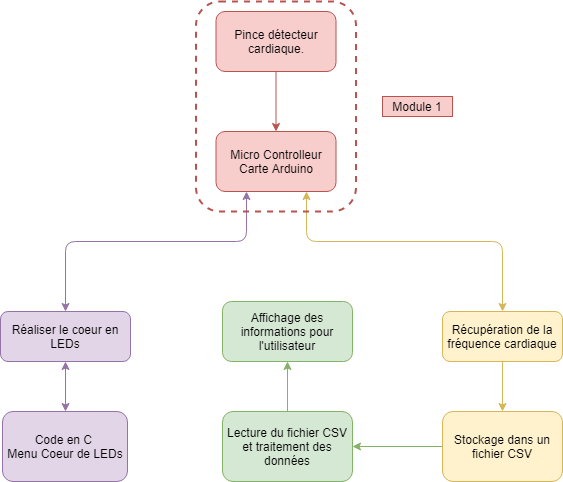 Pince détecteur
cardiaque.
Module 1
Micro Controlleur
Carte Arduino
Réaliser le coeur en
LEDs
Affichage des
informations pour
l'utilisateur
Récupération de la
fréquence cardiaque
Code en C
Menu Coeur de LEDs
Lecture du fichier CSV
et traitement des
données
Stockage dans un
fichier CSV